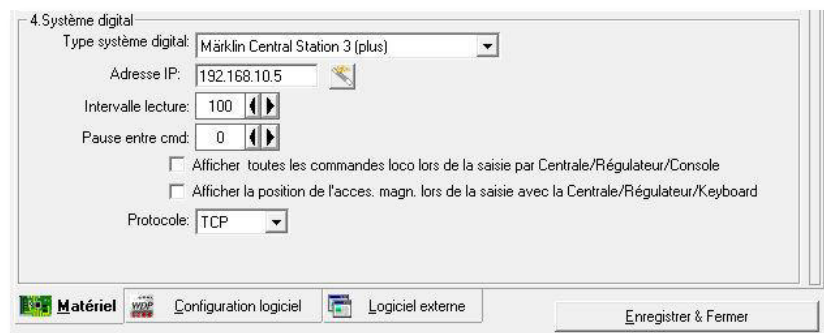 4.Système digital
Type système digital: Märklin Central Station 3 (plus)
Adresse IP: 192.168.10.5
Intervalle lecture: 100
Pause entre cmd: 0
Afficher toutes les commandes loco lors de la saisie par Centrale/Régulateur/Console
Afficher la position de l'acces. magn. lors de la saisie avec la Centrale/Régulateur/Keyboard
Protocole: TCP
Matériel WDP Configuration logiciel Logiciel externe Enregistrer & Fermer